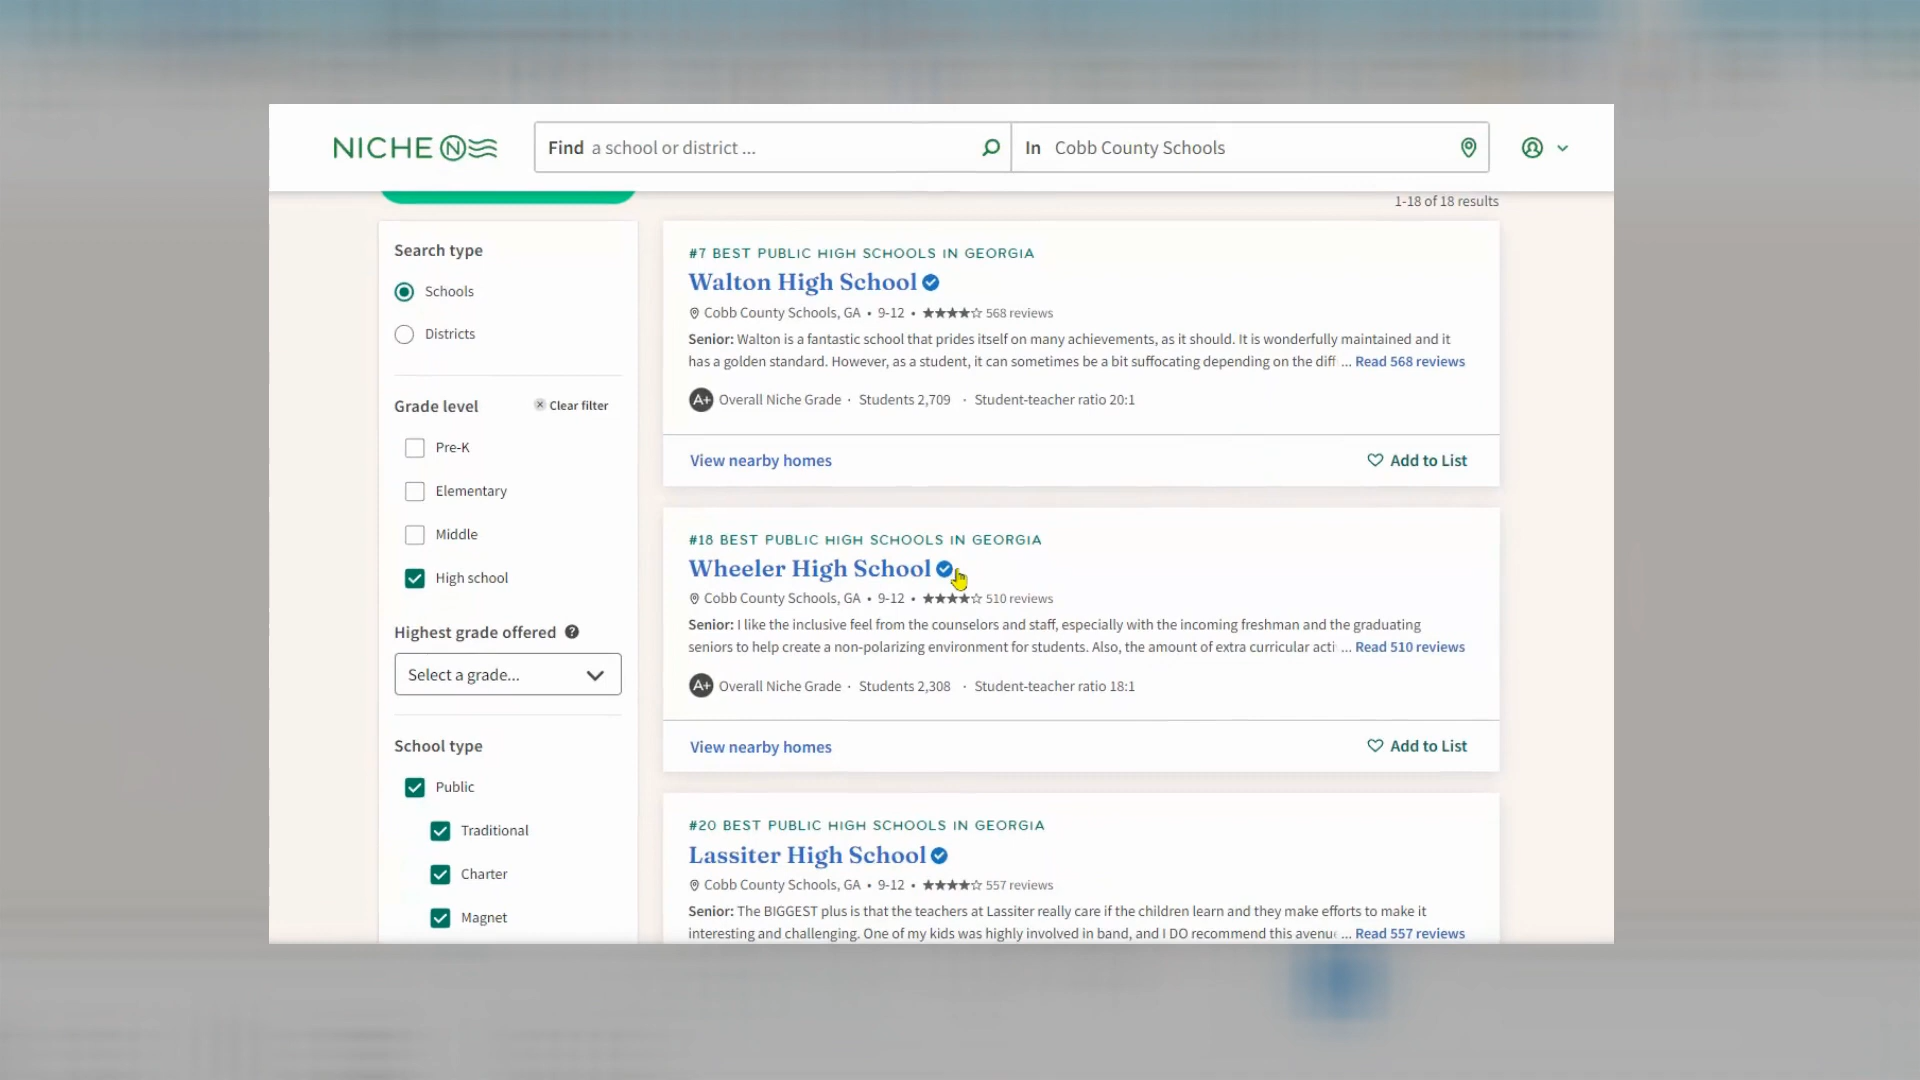 NICHE
Find a school or district ...
In Cobb County Schools
1-18 of 18 results
Search type
Schools
Districts
Grade level
Clear filter
Pre-K
Elementary
Middle
High school
Highest grade offered ?
Select a grade...
School type
Public
Traditional
Charter
Magnet
#7 BEST PUBLIC HIGH SCHOOLS IN GEORGIA
Walton High School
Cobb County Schools, GA • 9-12 • ★★★★☆ 568 reviews
Senior: Walton is a fantastic school that prides itself on many achievements, as it should. It is wonderfully maintained and it
has a golden standard. However, as a student, it can sometimes be a bit suffocating depending on the diff ... Read 568 reviews
A+ Overall Niche Grade · Students 2,709 · Student-teacher ratio 20:1
View nearby homes
Add to List
#18 BEST PUBLIC HIGH SCHOOLS IN GEORGIA
Wheeler High School
Cobb County Schools, GA • 9-12 • ★★★★☆ 510 reviews
Senior: I like the inclusive feel from the counselors and staff, especially with the incoming freshman and the graduating
seniors to help create a non-polarizing environment for students. Also, the amount of extra curricular acti ... Read 510 reviews
A+ Overall Niche Grade · Students 2,308 · Student-teacher ratio 18:1
View nearby homes
Add to List
#20 BEST PUBLIC HIGH SCHOOLS IN GEORGIA
Lassiter High School
Cobb County Schools, GA • 9-12 • ★★★★☆ 557 reviews
Senior: The BIGGEST plus is that the teachers at Lassiter really care if the children learn and they make efforts to make it
interesting and challenging. One of my kids was highly involved in band, and I DO recommend this avenu ... Read 557 reviews